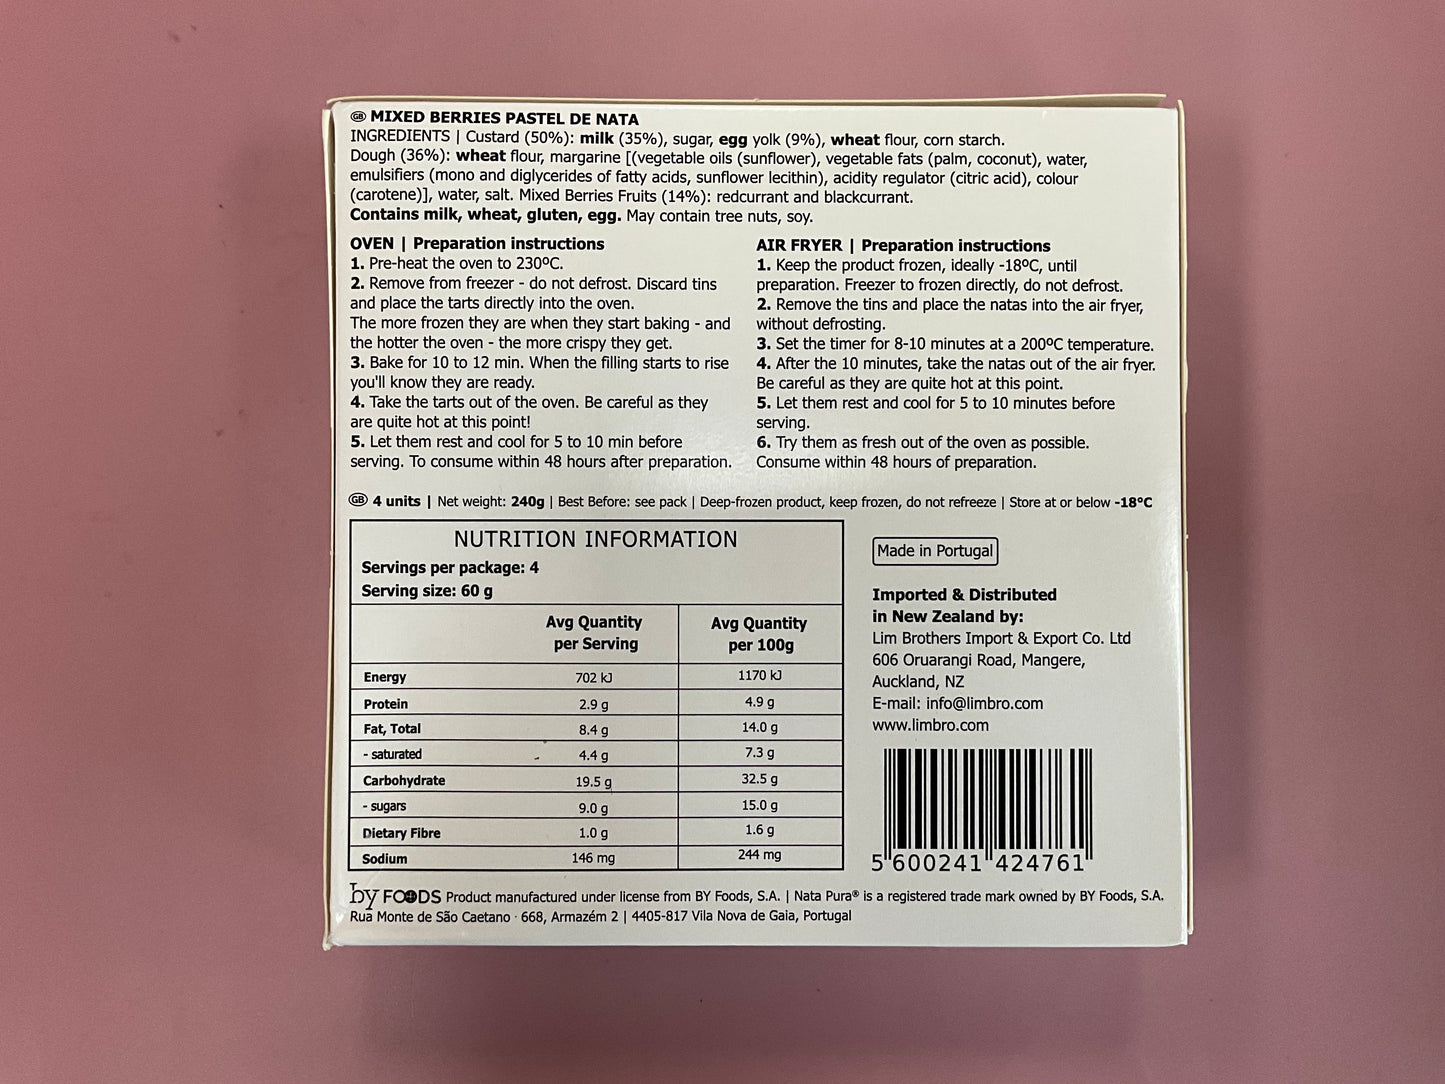 GB MIXED BERRIES PASTEL DE NATA
INGREDIENTS | Custard (50%): milk (35%), sugar, egg yolk (9%), wheat flour, corn starch.
Dough (36%): wheat flour, margarine [(vegetable oils (sunflower), vegetable fats (palm, coconut), water,
emulsifiers (mono and diglycerides of fatty acids, sunflower lecithin), acidity regulator (citric acid), colour
(carotene)], water, salt. Mixed Berries Fruits (14%): redcurrant and blackcurrant.
Contains milk, wheat, gluten, egg. May contain tree nuts, soy.
OVEN | Preparation instructions
1. Pre-heat the oven to 230ºC.
2. Remove from freezer - do not defrost. Discard tins
and place the tarts directly into the oven.
The more frozen they are when they start baking - and
the hotter the oven - the more crispy they get.
3. Bake for 10 to 12 min. When the filling starts to rise
you'll know they are ready.
4. Take the tarts out of the oven. Be careful as they
are quite hot at this point!
5. Let them rest and cool for 5 to 10 min before
serving. To consume within 48 hours after preparation.
AIR FRYER | Preparation instructions
1. Keep the product frozen, ideally -18ºC, until
preparation. Freezer to frozen directly, do not defrost.
2. Remove the tins and place the natas into the air fryer,
without defrosting.
3. Set the timer for 8-10 minutes at a 200ºC temperature.
4. After the 10 minutes, take the natas out of the air fryer.
Be careful as they are quite hot at this point.
5. Let them rest and cool for 5 to 10 minutes before
serving.
6. Try them as fresh out of the oven as possible.
Consume within 48 hours of preparation.
GB 4 units | Net weight: 240g | Best Before: see pack | Deep-frozen product, keep frozen, do not refreeze | Store at or below -18°C
NUTRITION INFORMATION
Servings per package: 4
Serving size: 60 g
Avg Quantity per Serving Avg Quantity per 100g
Energy 702 kJ 1170 kJ
Protein 2.9 g 4.9 g
Fat, Total 8.4 g 14.0 g
- saturated 4.4 g 7.3 g
Carbohydrate 19.5 g 32.5 g
- sugars 9.0 g 15.0 g
Dietary Fibre 1.0 g 1.6 g
Sodium 146 mg 244 mg
Made in Portugal
Imported & Distributed
in New Zealand by:
Lim Brothers Import & Export Co. Ltd
606 Oruarangi Road, Mangere,
Auckland, NZ
E-mail: info@limbro.com
www.limbro.com
5 600241 424761
by FOODS Product manufactured under license from BY Foods, S.A. | Nata Pura® is a registered trade mark owned by BY Foods, S.A.
Rua Monte de São Caetano · 668, Armazém 2 | 4405-817 Vila Nova de Gaia, Portugal